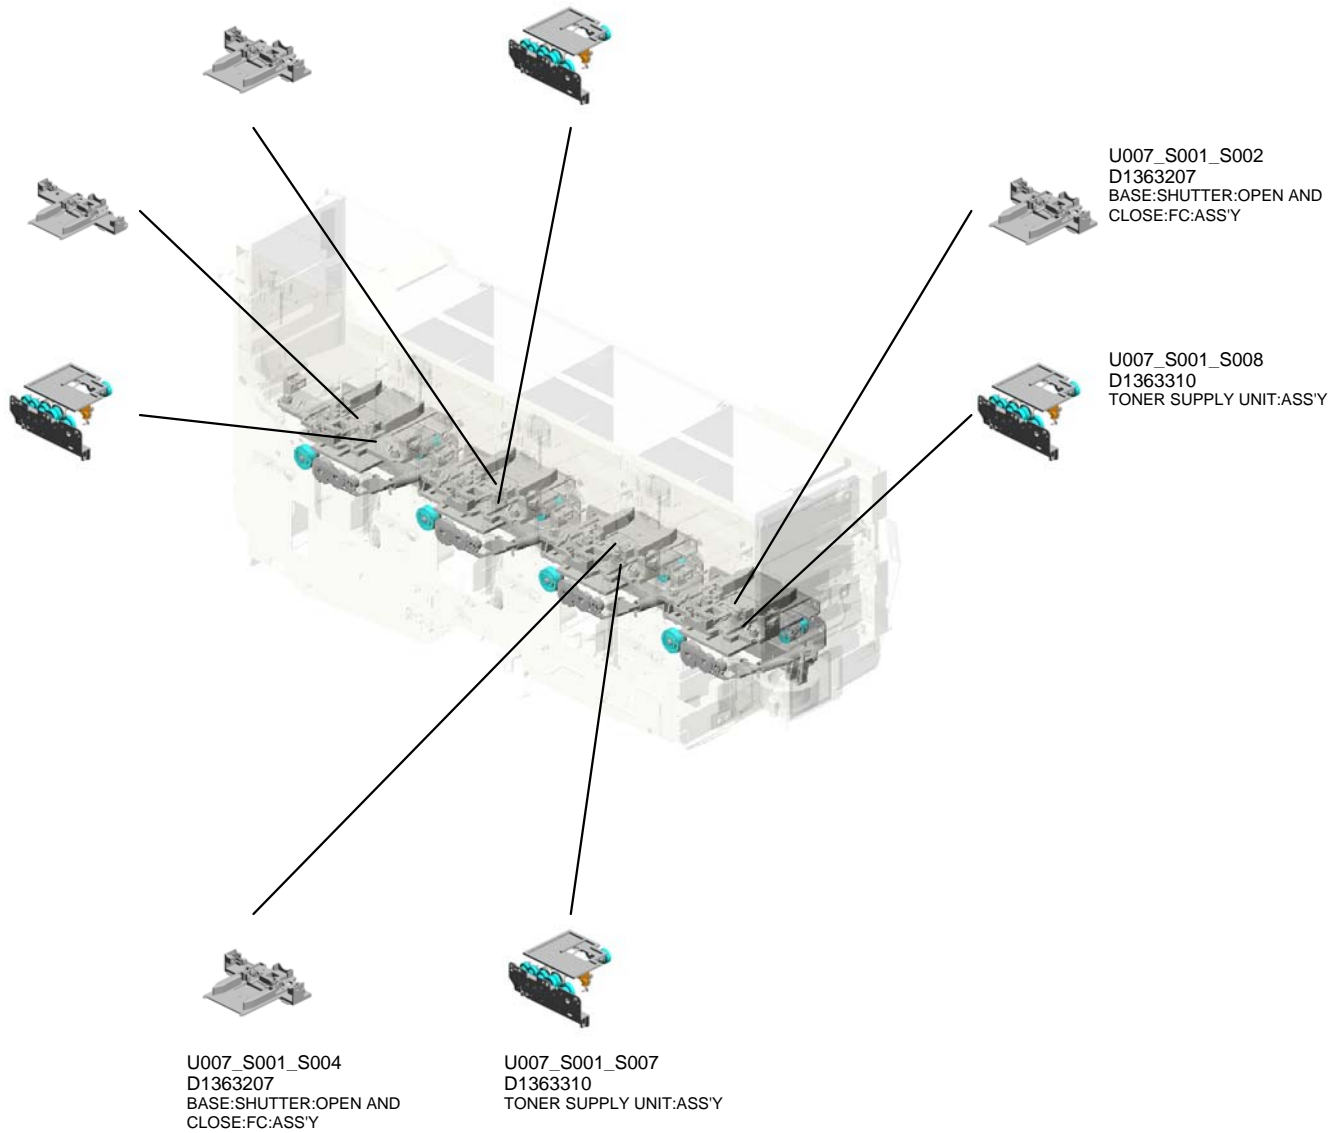 U007_S001_S002
D1363207
BASE:SHUTTER:OPEN AND
CLOSE:FC:ASS'Y
U007_S001_S008
D1363310
TONER SUPPLY UNIT:ASS'Y
U007_S001_S004
D1363207
BASE:SHUTTER:OPEN AND
CLOSE:FC:ASS'Y
U007_S001_S007
D1363310
TONER SUPPLY UNIT:ASS'Y